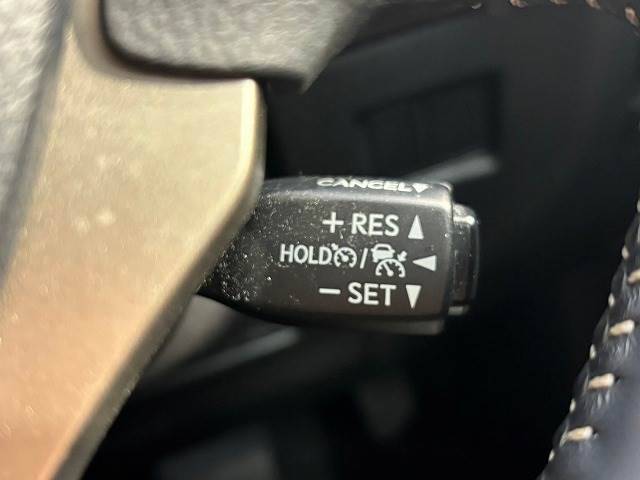 CANCEL▼
+ RES ▲
HOLD / ◀
− SET ▼